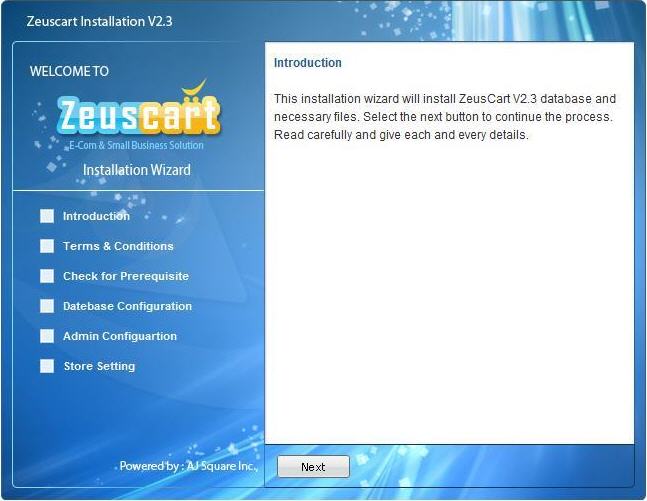 Zeuscart Installation V2.3
WELCOME TO
Zeuscart
E-Com & Small Business Solution
Installation Wizard
Introduction
Terms & Conditions
Check for Prerequisite
Datebase Configuration
Admin Configuartion
Store Setting
Powered by : AJ Square Inc.,
Introduction
This installation wizard will install ZeusCart V2.3 database and
necessary files. Select the next button to continue the process.
Read carefully and give each and every details.
Next